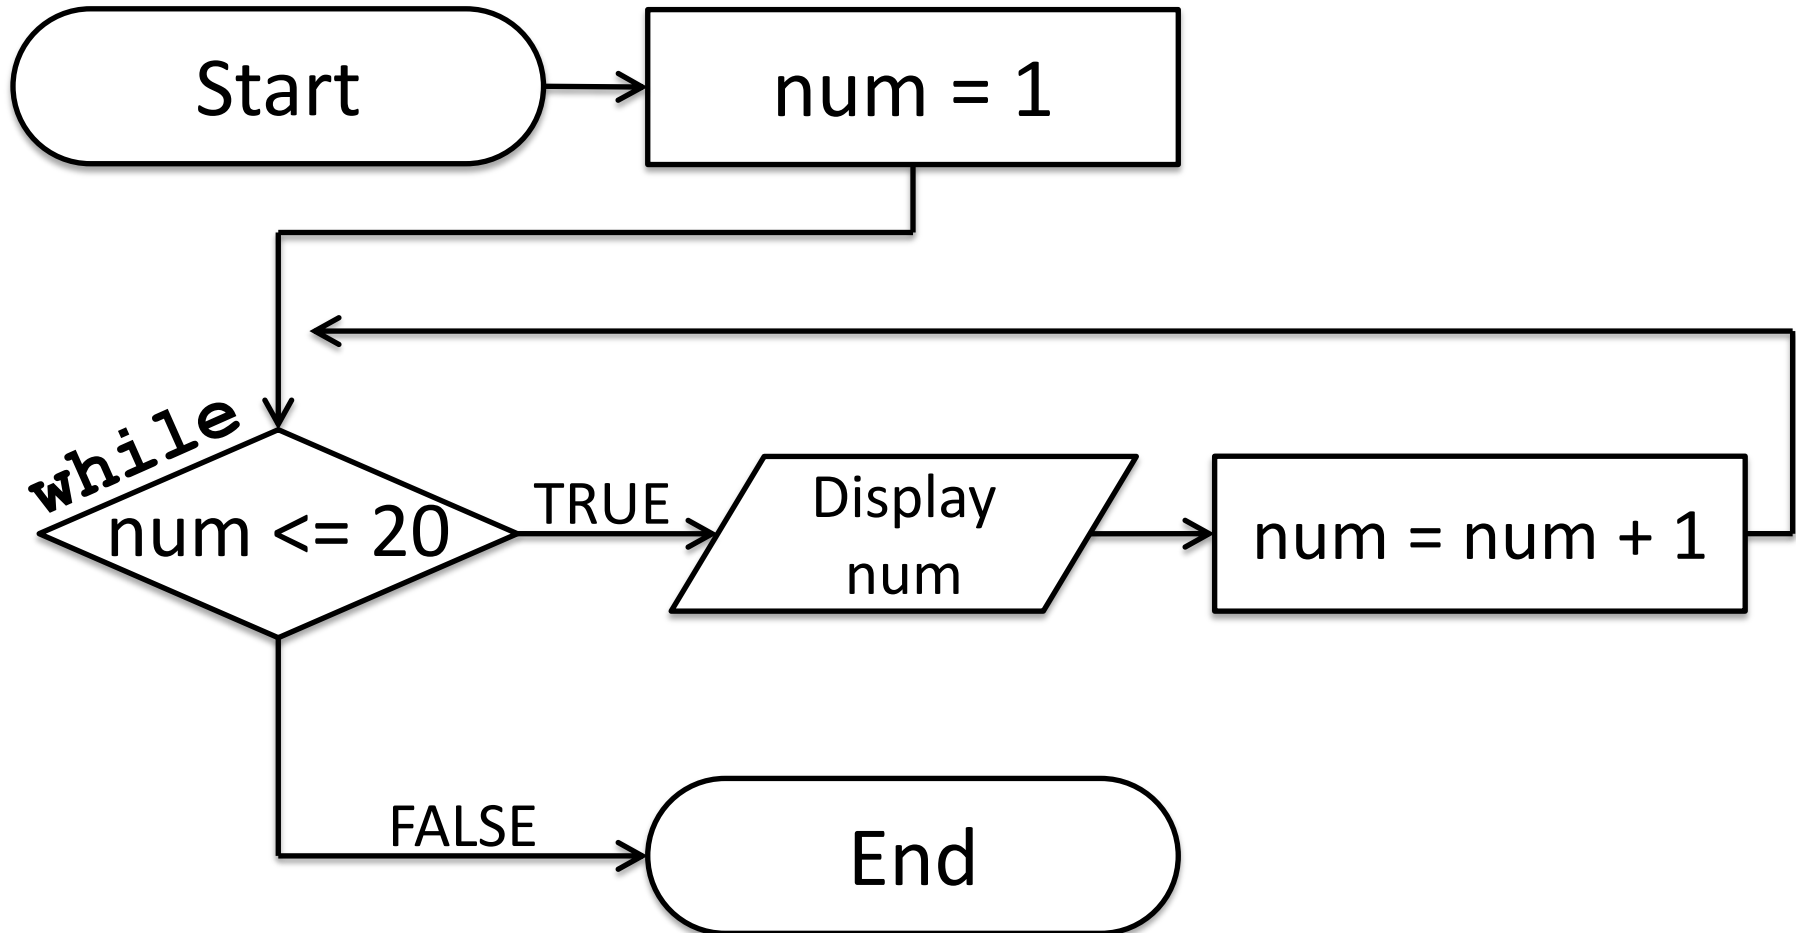 Start
num = 1
while
num <= 20
TRUE
Display
num
num = num + 1
FALSE
End